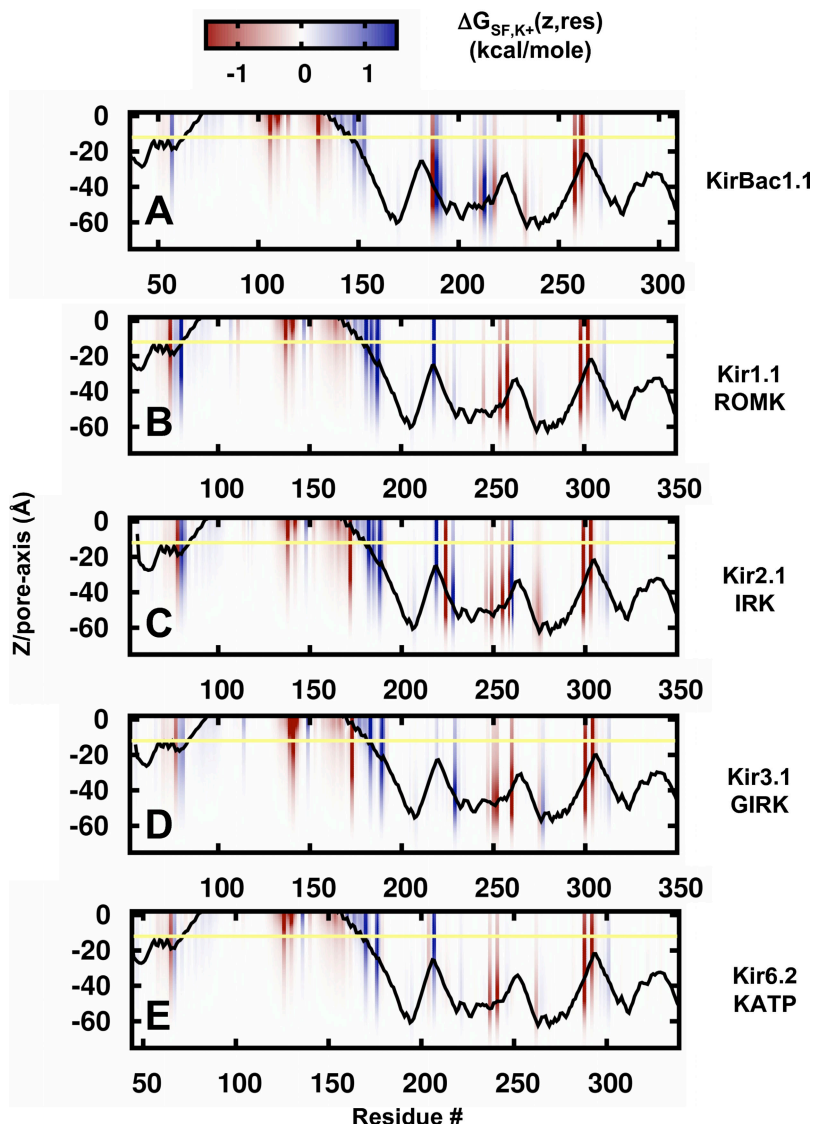 ΔG_SF,K+(z,res)
(kcal/mole)
-1 0 1
0
-20
-40
-60
A
KirBac1.1
50 100 150 200 250 300
0
-20
-40
-60
B
Kir1.1
ROMK
100 150 200 250 300 350
0
-20
-40
-60
C
Kir2.1
IRK
100 150 200 250 300 350
0
-20
-40
-60
D
Kir3.1
GIRK
100 150 200 250 300 350
0
-20
-40
-60
E
Kir6.2
KATP
50 100 150 200 250 300
Z/pore-axis (Å)
Residue #